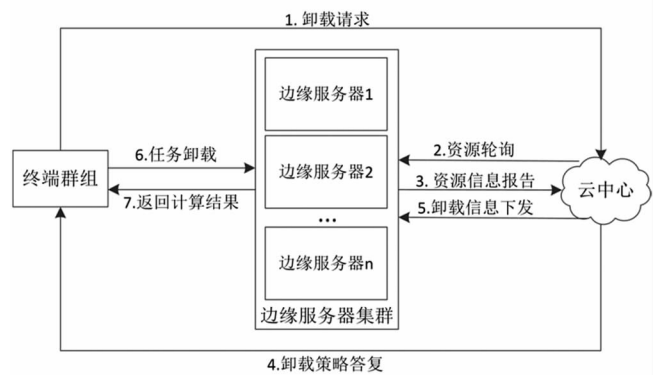 1. 卸载请求
边缘服务器1
6.任务卸载
2.资源轮询
终端群组
边缘服务器2
3. 资源信息报告
云中心
7.返回计算结果
5.卸载信息下发
...
边缘服务器n
边缘服务器集群
4.卸载策略答复